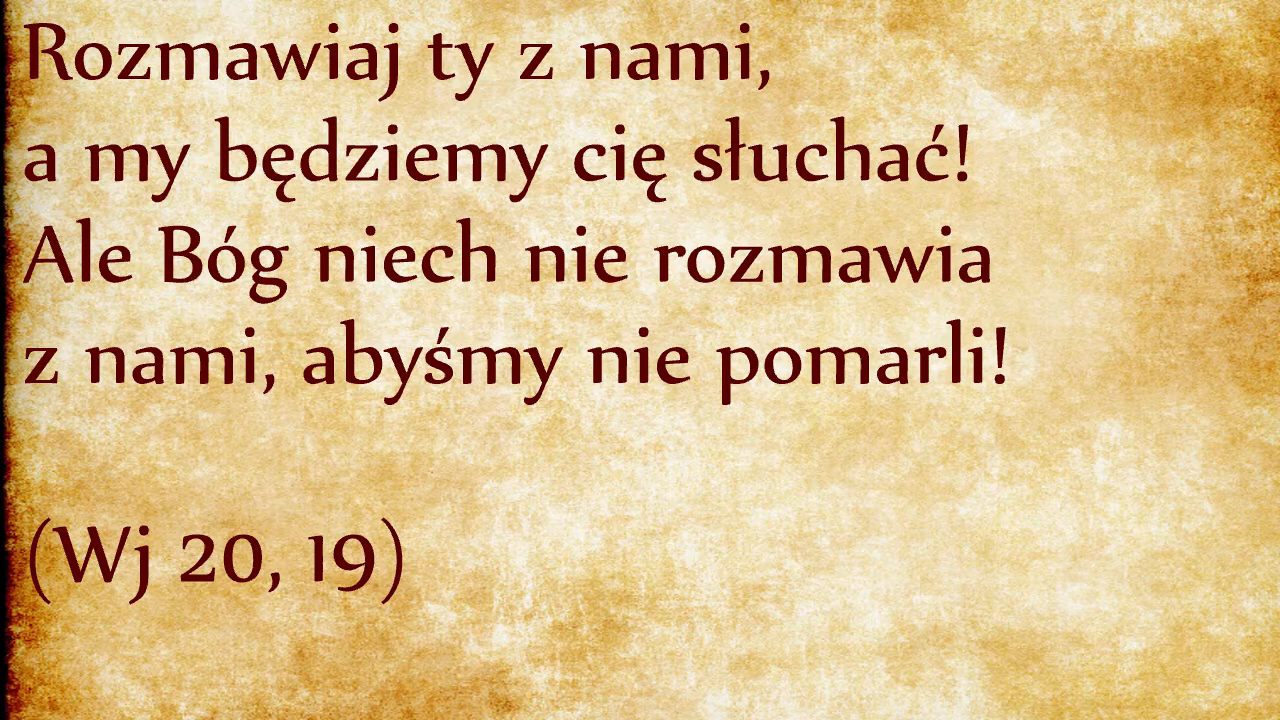 Rozmawiaj ty z nami,
a my będziemy cię słuchać!
Ale Bóg niech nie rozmawia
z nami, abyśmy nie pomarli!
(Wj 20, 19)